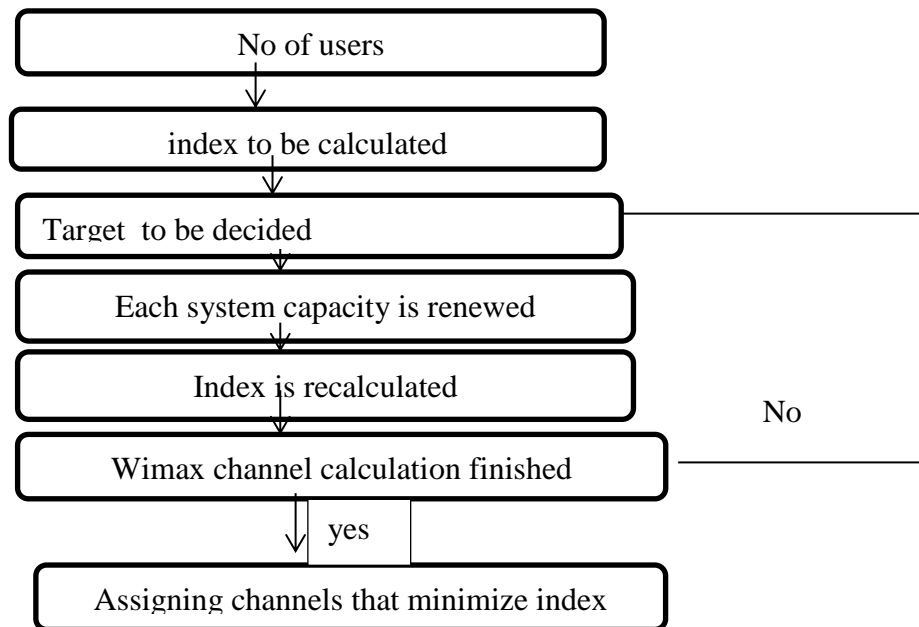 No of users
index to be calculated
Target to be decided
Each system capacity is renewed
Index is recalculated
No
Wimax channel calculation finished
yes
Assigning channels that minimize index